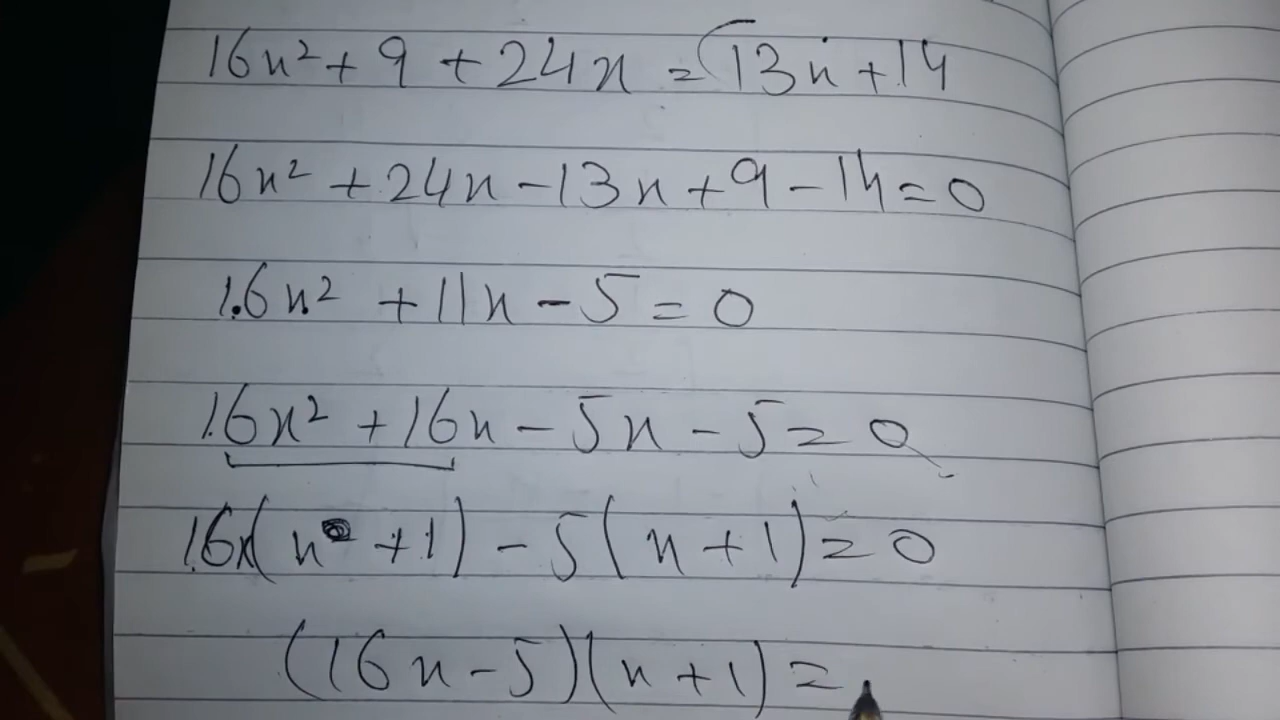 16x² + 9 + 24x = 13x + 14
16x² + 24x - 13x + 9 - 14 = 0
16x² + 11x - 5 = 0
16x² + 16x - 5x - 5 = 0
16x(x + 1) - 5(x + 1) = 0
(16x - 5)(x + 1) =